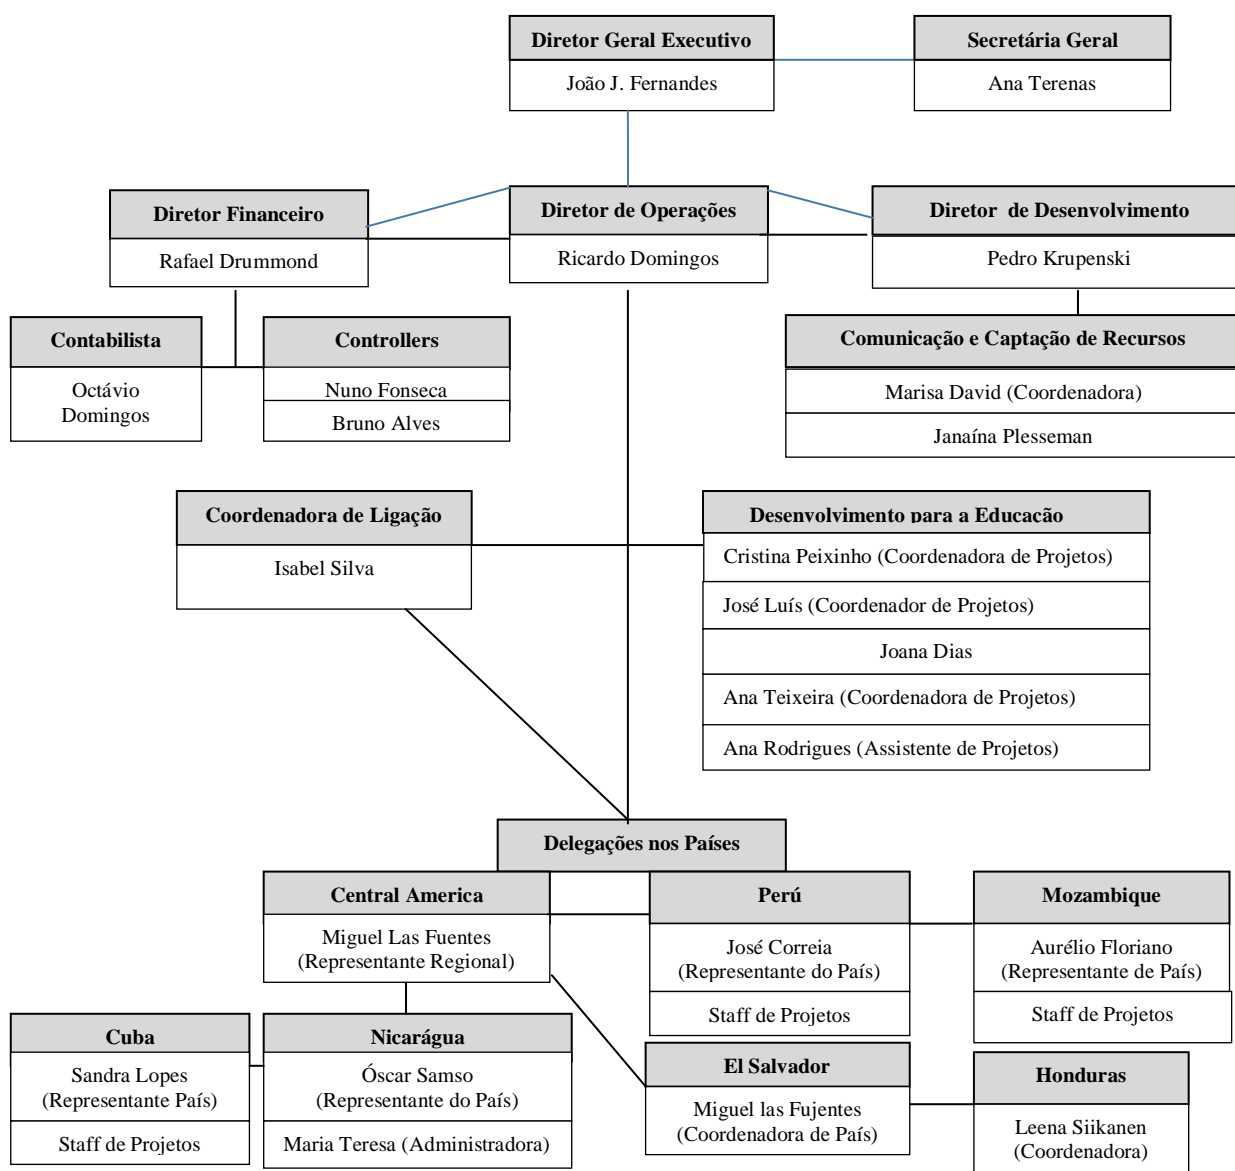 Diretor Geral Executivo
João J. Fernandes
Secretária Geral
Ana Terenas
Diretor Financeiro
Rafael Drummond
Diretor de Operações
Ricardo Domingos
Diretor de Desenvolvimento
Pedro Krupenski
Contabilista
Octávio
Domingos
Controllers
Nuno Fonseca
Bruno Alves
Comunicação e Captação de Recursos
Marisa David (Coordenadora)
Janaína Plesseman
Coordenadora de Ligação
Isabel Silva
Desenvolvimento para a Educação
Cristina Peixinho (Coordenadora de Projetos)
José Luís (Coordenador de Projetos)
Joana Dias
Ana Teixeira (Coordenadora de Projetos)
Ana Rodrigues (Assistente de Projetos)
Delegações nos Países
Central America
Miguel Las Fuentes
(Representante Regional)
Perú
José Correia
(Representante do País)
Staff de Projetos
Mozambique
Aurélio Floriano
(Representante de País)
Staff de Projetos
Cuba
Sandra Lopes
(Representante País)
Staff de Projetos
Nicarágua
Óscar Samso
(Representante do País)
Maria Teresa (Administradora)
El Salvador
Miguel las Fujentes
(Coordenadora de País)
Honduras
Leena Siikanen
(Coordenadora)